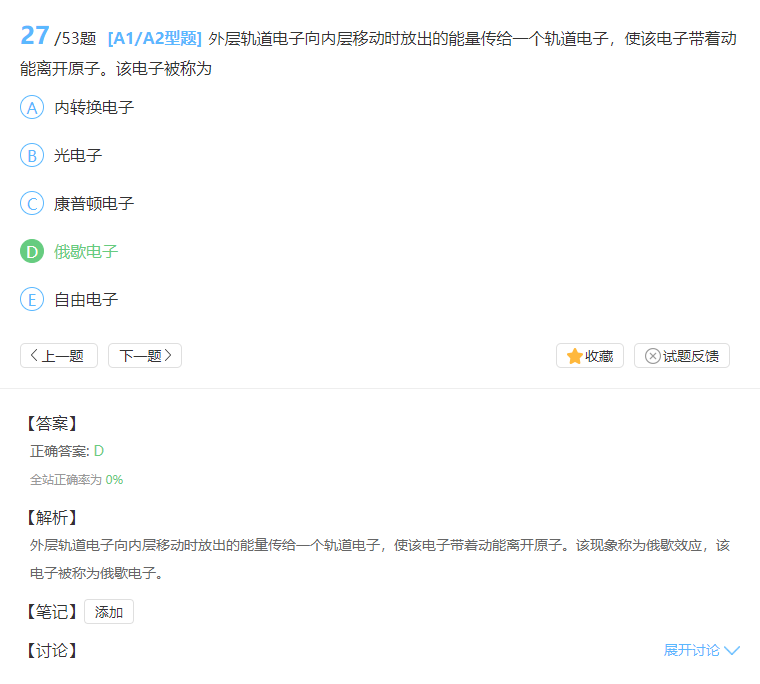 27 /53题 [A1/A2型题] 外层轨道电子向内层移动时放出的能量传给一个轨道电子，使该电子带着动
能离开原子。该电子被称为
A 内转换电子
B 光电子
C 康普顿电子
D 俄歇电子
E 自由电子
上一题 下一题 收藏 试题反馈
【答案】
正确答案: D
全站正确率为 0%
【解析】
外层轨道电子向内层移动时放出的能量传给一个轨道电子，使该电子带着动能离开原子。该现象称为俄歇效应，该
电子被称为俄歇电子。
【笔记】 添加
【讨论】 展开讨论